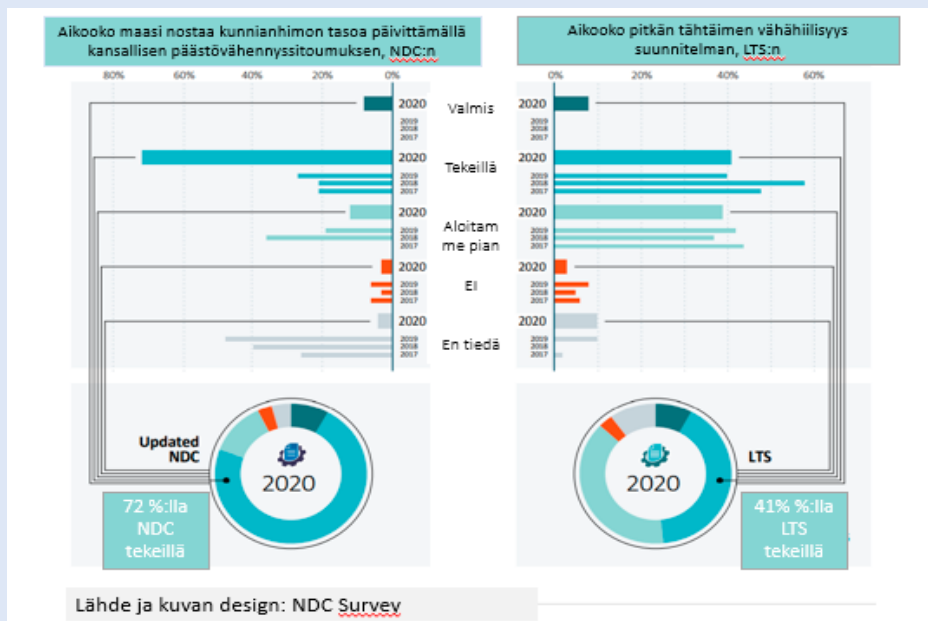 Aikooko maasi nostaa kunnianhimon tasoa päivittämällä
kansallisen päästövähennyssitoumuksen, NDC:n
80% 60% 40% 20% 0%
2020
2019
2018
2017
2020
2019
2018
2017
2020
2019
2018
2017
2020
2019
2018
2017
2020
2019
2018
2017
Valmis
Tekeillä
Aloitam
me pian
EI
En tiedä
Aikooko pitkän tähtäimen vähähiilisyys
suunnitelman, LTS:n
0% 20% 40% 60%
2020
2019
2018
2017
2020
2019
2018
2017
2020
2019
2018
2017
2020
2019
2018
2017
2020
2019
2018
2017
Updated
NDC
2020
72 %:lla
NDC
tekeillä
2020
LTS
41% %:lla
LTS
tekeillä
Lähde ja kuvan design: NDC Survey